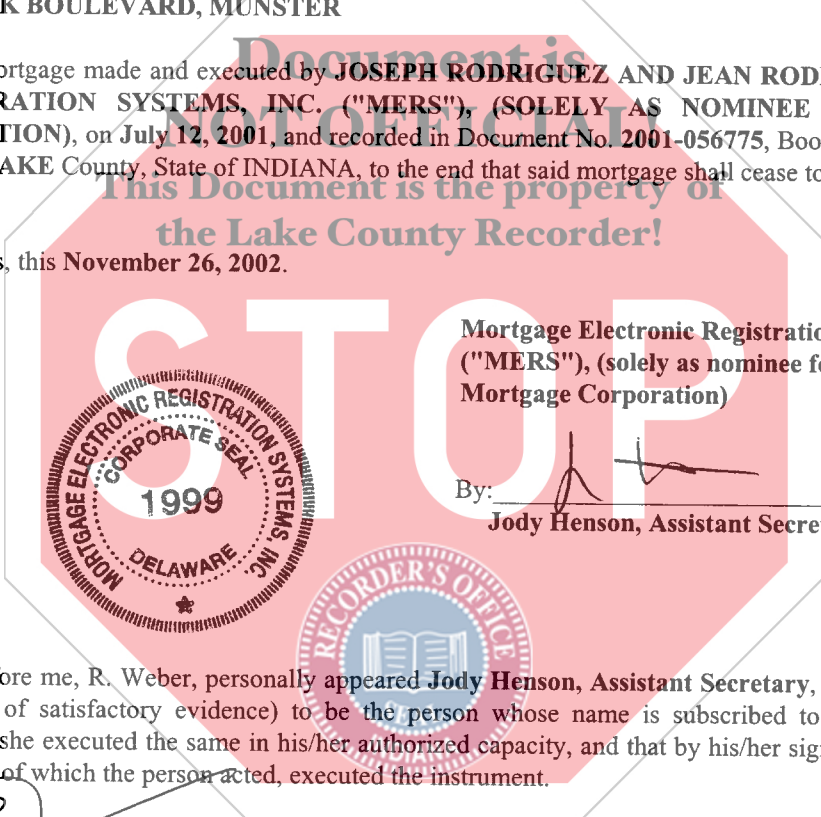 K BOULEVARD, MUNSTER
Document is
ortgage made and executed by JOSEPH RODRIGUEZ AND JEAN ROD
RATION SYSTEMS, INC. ("MERS"), (SOLELY AS NOMINEE
NOT OFFICIAL
TION), on July 12, 2001, and recorded in Document No. 2001-056775, Boo
AKE County, State of INDIANA, to the end that said mortgage shall cease to
This Document is the property of
the Lake County Recorder!
s, this November 26, 2002.
STOP
Mortgage Electronic Registratio
("MERS"), (solely as nominee fo
Mortgage Corporation)
MORTGAGE ELECTRONIC REGISTRATION SYSTEMS, INC.
CORPORATE SEAL
1999
DELAWARE
By:
Jody Henson, Assistant Secre
RECORDER'S OFFICE
SEAL
INDIANA
ore me, R. Weber, personally appeared Jody Henson, Assistant Secretary,
of satisfactory evidence) to be the person whose name is subscribed to
she executed the same in his/her authorized capacity, and that by his/her sig
of which the person acted, executed the instrument.